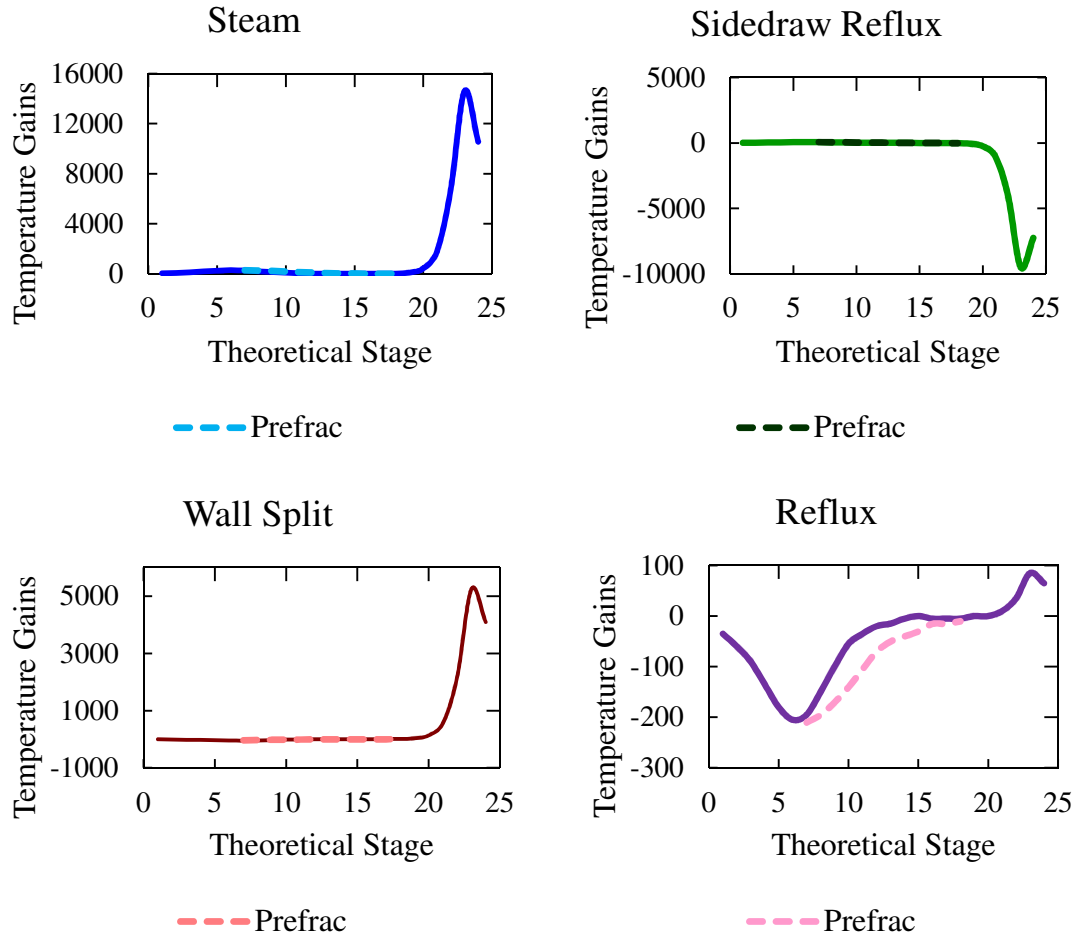 Steam
Temperature Gains
16000
12000
8000
4000
0
0 5 10 15 20 25
Theoretical Stage
Prefrac
Sidedraw Reflux
Temperature Gains
5000
0
-5000
-10000
0 5 10 15 20 25
Theoretical Stage
Prefrac
Wall Split
Temperature Gains
5000
3000
1000
-1000
0 5 10 15 20 25
Theoretical Stage
Prefrac
Reflux
Temperature Gains
100
0
-100
-200
-300
0 5 10 15 20 25
Theoretical Stage
Prefrac